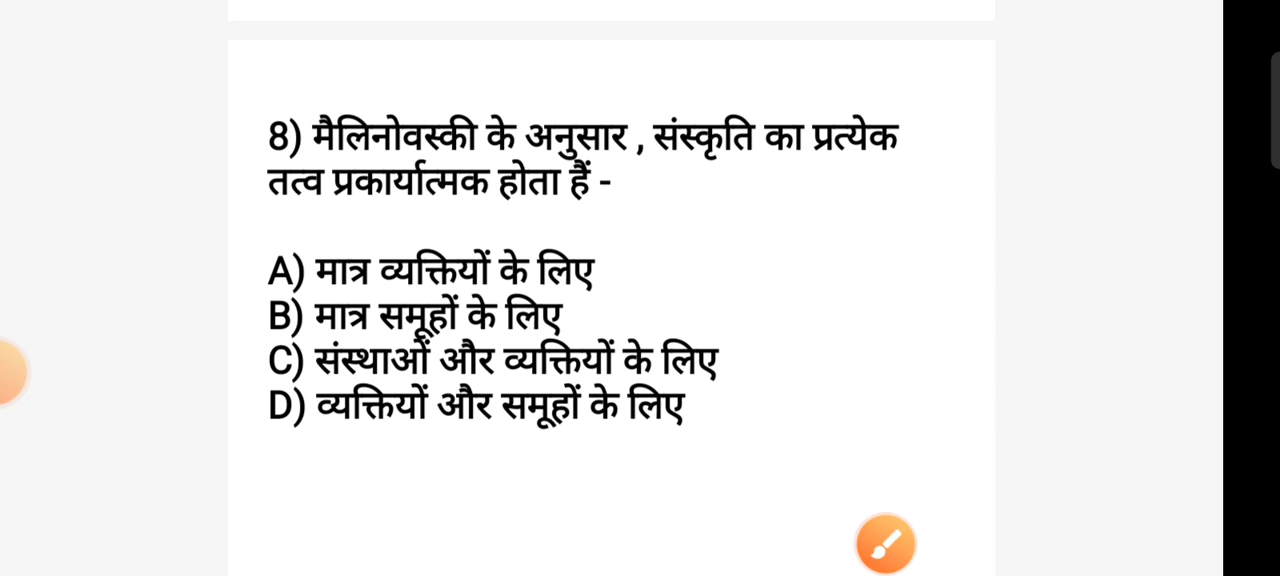 8) मैलिनोवस्की के अनुसार , संस्कृति का प्रत्येक
तत्व प्रकार्यात्मक होता हैं -
A) मात्र व्यक्तियों के लिए
B) मात्र समूहों के लिए
C) संस्थाओं और व्यक्तियों के लिए
D) व्यक्तियों और समूहों के लिए